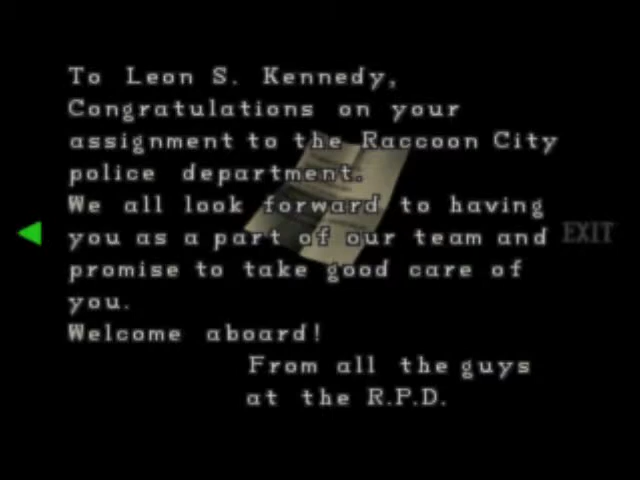 To Leon S. Kennedy,
Congratulations on your
assignment to the Raccoon City
police department.
We all look forward to having
you as a part of our team and
promise to take good care of
you.
Welcome aboard!
From all the guys
at the R.P.D.
EXIT